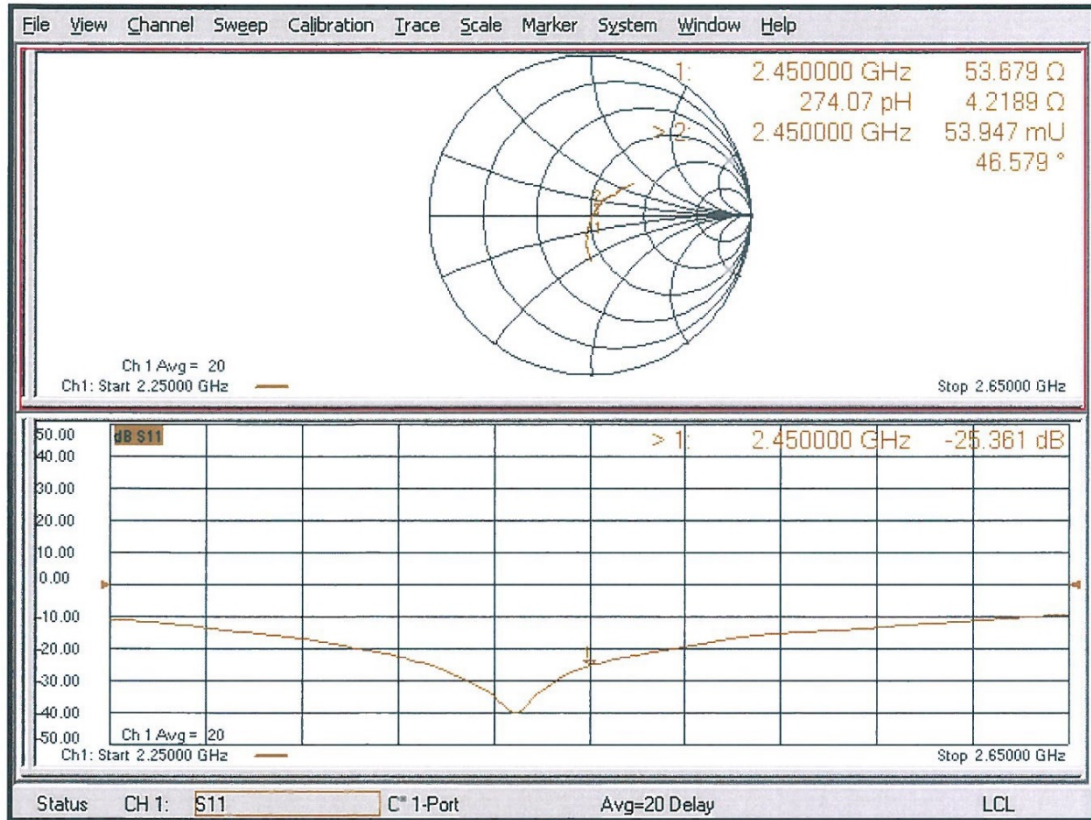 File View Channel Sweep Calibration Trace Scale Marker System Window Help
1: 2.450000 GHz 53.679 Ω
274.07 pH 4.2189 Ω
> 2: 2.450000 GHz 53.947 mU
46.579 °
2
1
Ch 1 Avg = 20
Ch1: Start 2.25000 GHz Stop 2.65000 GHz
50.00 dB S11 > 1: 2.450000 GHz -25.361 dB
40.00
30.00
20.00
10.00
0.00
-10.00
-20.00
1
-30.00
-40.00
-50.00 Ch 1 Avg = 20
Ch1: Start 2.25000 GHz Stop 2.65000 GHz
Status CH 1: S11 C* 1-Port Avg=20 Delay LCL